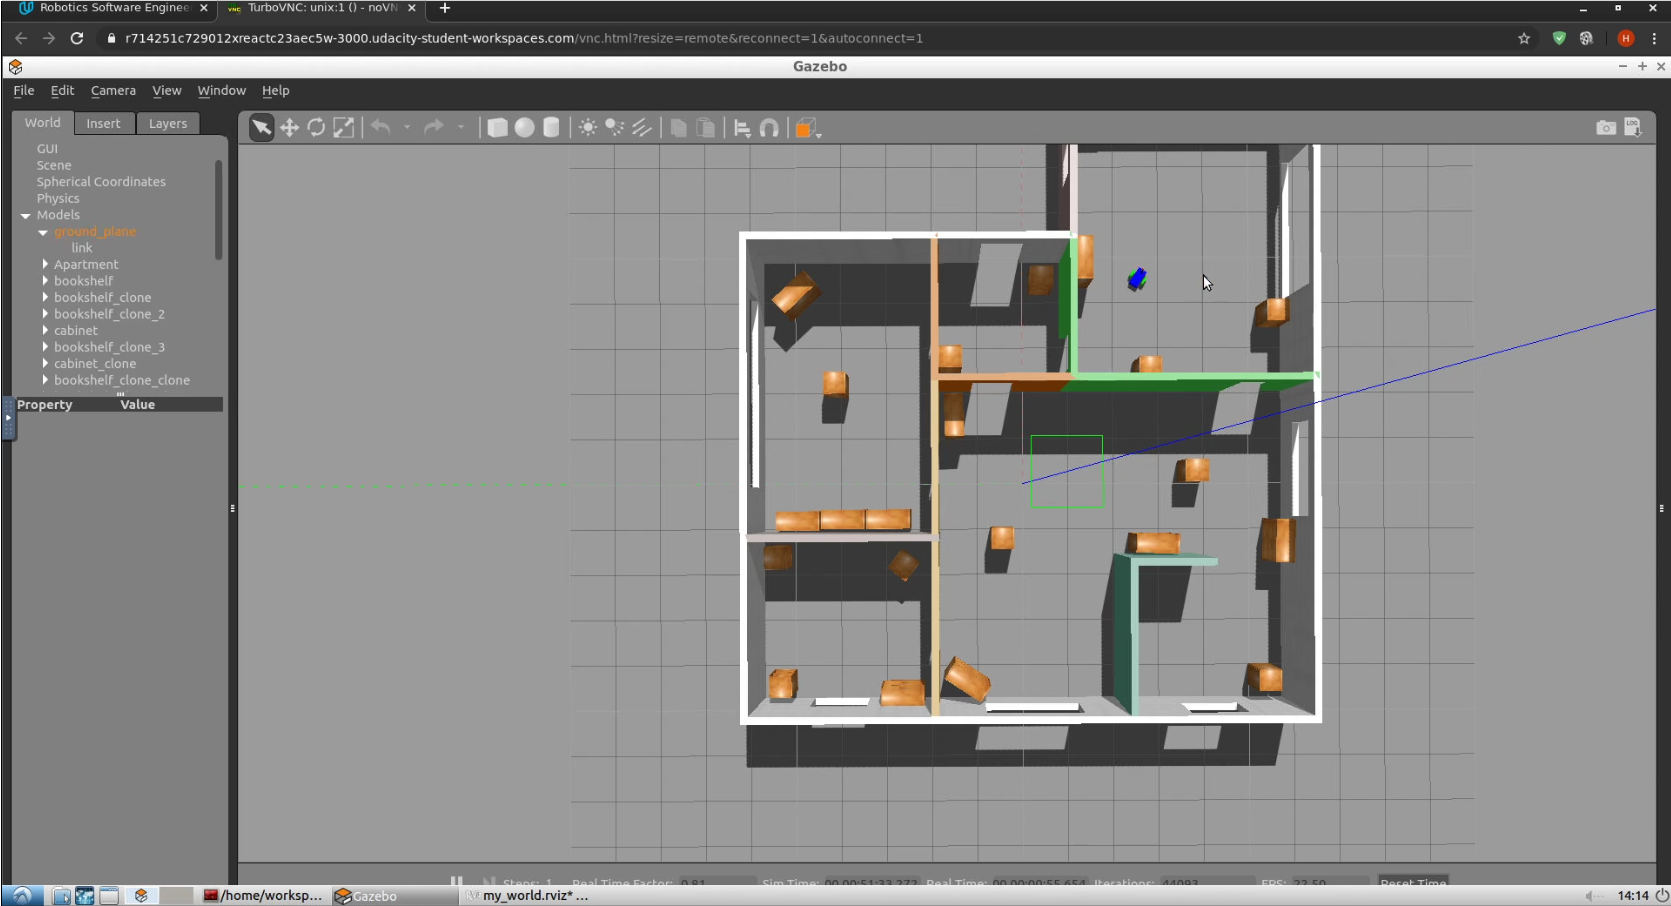 Robotics Software Enginee
TurboVNC: unix:1 () - noVN
r714251c729012xreactc23aec5w-3000.udacity-student-workspaces.com/vnc.html?resize=remote&reconnect=1&autoconnect=1
H
Gazebo
File Edit Camera View Window Help
World Insert Layers
GUI
Scene
Spherical Coordinates
Physics
Models
ground_plane
link
Apartment
bookshelf
bookshelf_clone
bookshelf_clone_2
cabinet
bookshelf_clone_3
cabinet_clone
bookshelf_clone_clone
Property Value
LOG
Steps: 1 Real Time Factor: 0.81 Sim Time: 00 00:51:33.272 Real Time: 00 00:00:55.654 Iterations: 44093 FPS: 22.50 Reset Time
/home/worksp... Gazebo my_world.rviz* ... 14:14